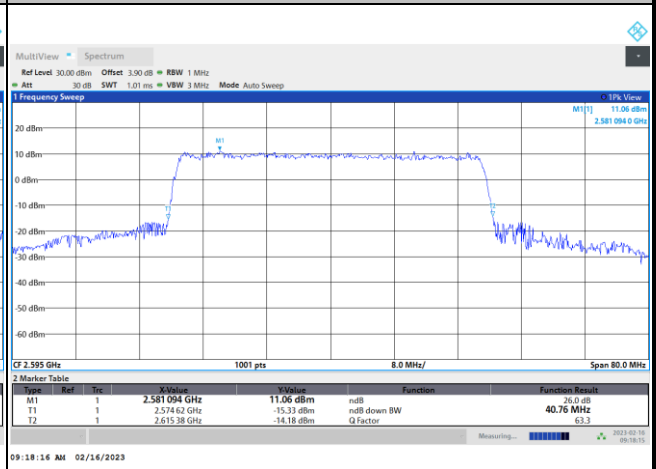 MultiView Spectrum
Ref Level 30.00 dBm Offset 3.90 dB RBW 1 MHz
Att 30 dB SWT 1.01 ms VBW 3 MHz Mode Auto Sweep
1 Frequency Sweep 1Pk View
M1[1] 11.06 dBm
2.581 094 0 GHz
20 dBm
M1
10 dBm
0 dBm
-10 dBm
T1 T2
-20 dBm
-30 dBm
-40 dBm
-50 dBm
-60 dBm
CF 2.595 GHz 1001 pts 8.0 MHz/ Span 80.0 MHz
2 Marker Table
Type Ref Trc X-Value Y-Value Function Function Result
M1 1 2.581 094 GHz 11.06 dBm ndB 26.0 dB
T1 1 2.574 62 GHz -15.33 dBm ndB down BW 40.76 MHz
T2 1 2.615 38 GHz -14.18 dBm Q Factor 63.3
Measuring... 2023-02-16
09:18:15
09:18:16 AM 02/16/2023